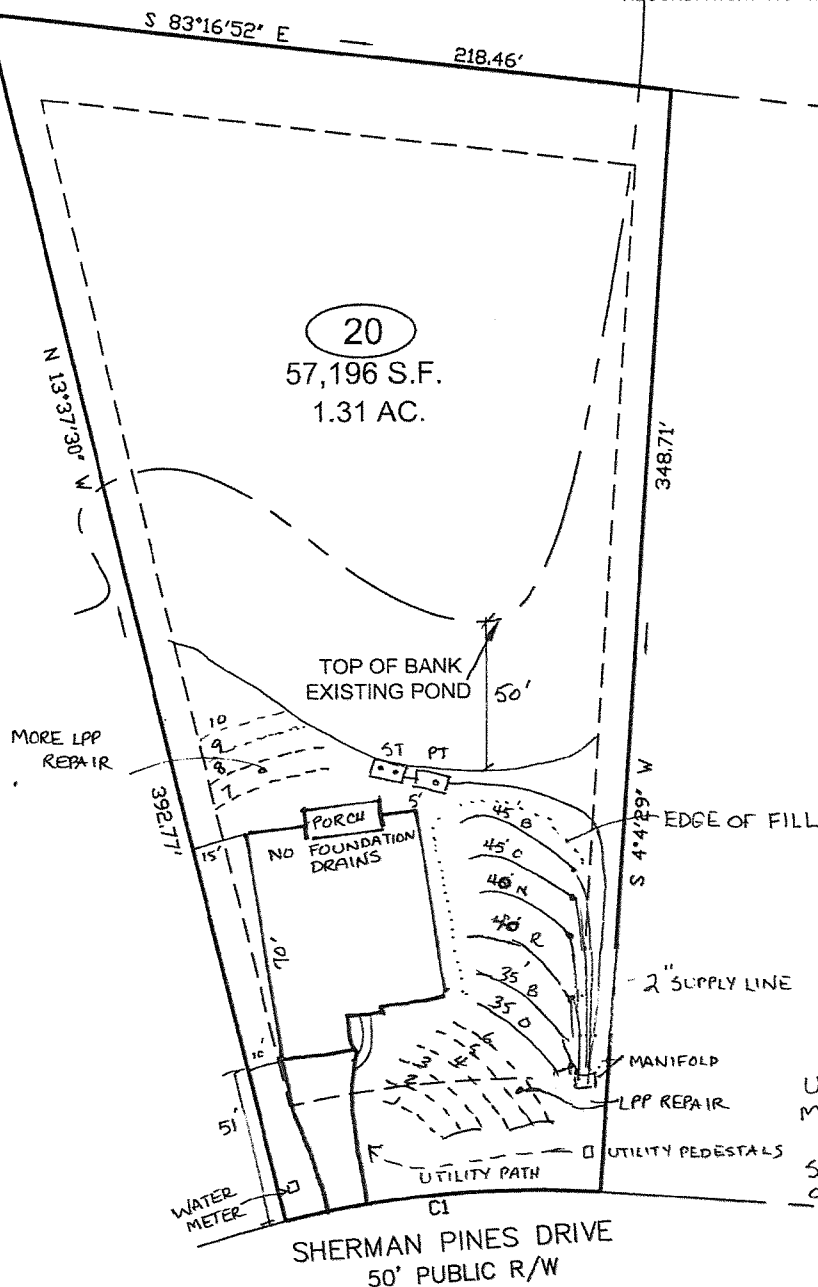 S 83°16'52" E
218.46'
20
57,196 S.F.
1.31 AC.
N 13°37'30" W
348.71'
TOP OF BANK
EXISTING POND
50'
10
9
8
7
MORE LPP
REPAIR
ST
PT
392.77'
5'
PORCH
NO FOUNDATION
DRAINS
15'
45' B
EDGE OF FILL
45' O
S 4°4'29" W
40'
40' R
70'
35' B
35 O
2" SUPPLY LINE
10'
MANIFOLD
LPP REPAIR
51'
UTILITY PEDESTALS
UTILITY PATH
WATER
METER
C1
SHERMAN PINES DRIVE
50' PUBLIC R/W